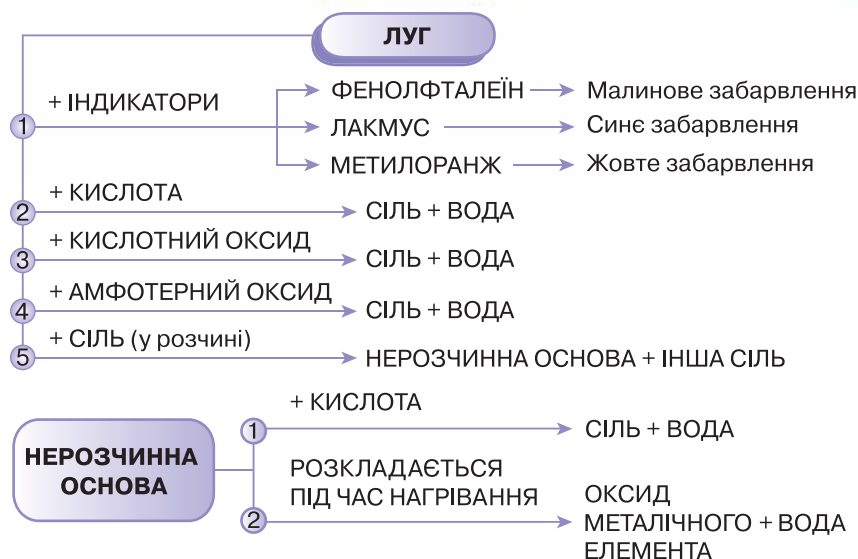 ЛУГ
+ ІНДИКАТОРИ
ФЕНОЛФТАЛЕЇН
Малинове забарвлення
1
ЛАКМУС
Синє забарвлення
МЕТИЛОРАНЖ
Жовте забарвлення
+ КИСЛОТА
2
СІЛЬ + ВОДА
+ КИСЛОТНИЙ ОКСИД
3
СІЛЬ + ВОДА
+ АМФОТЕРНИЙ ОКСИД
4
СІЛЬ + ВОДА
+ СІЛЬ (у розчині)
5
НЕРОЗЧИННА ОСНОВА + ІНША СІЛЬ
НЕРОЗЧИННА
ОСНОВА
+ КИСЛОТА
1
СІЛЬ + ВОДА
РОЗКЛАДАЄТЬСЯ
ПІД ЧАС НАГРІВАННЯ
2
ОКСИД
МЕТАЛІЧНОГО + ВОДА
ЕЛЕМЕНТА